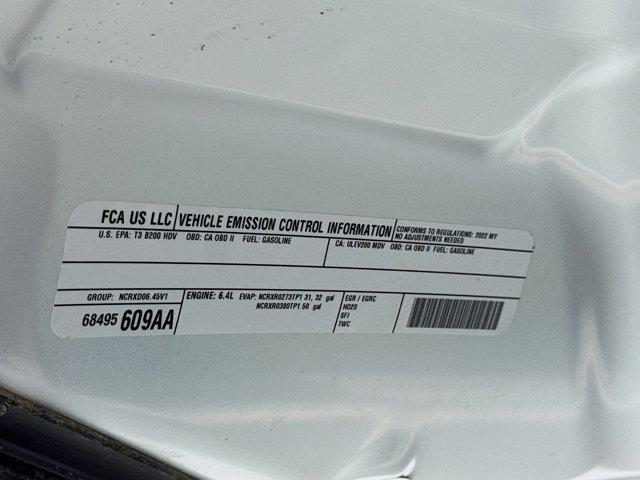 FCA US LLC
VEHICLE EMISSION CONTROL INFORMATION
CONFORMS TO REGULATIONS: 2022 MY
NO ADJUSTMENTS NEEDED
U.S. EPA: T3 B200 HDV OBD: CA OBD II FUEL: GASOLINE
CA: ULEV200 MDV OBD: CA OBD II FUEL: GASOLINE
GROUP: NCRXD06.45V1
68495 609AA
ENGINE: 6.4L EVAP: NCRXR0273TP1 31, 32 gal
NCRXR0380TP1 50 gal
EGR / EGRC
HO2S
SFI
TWC